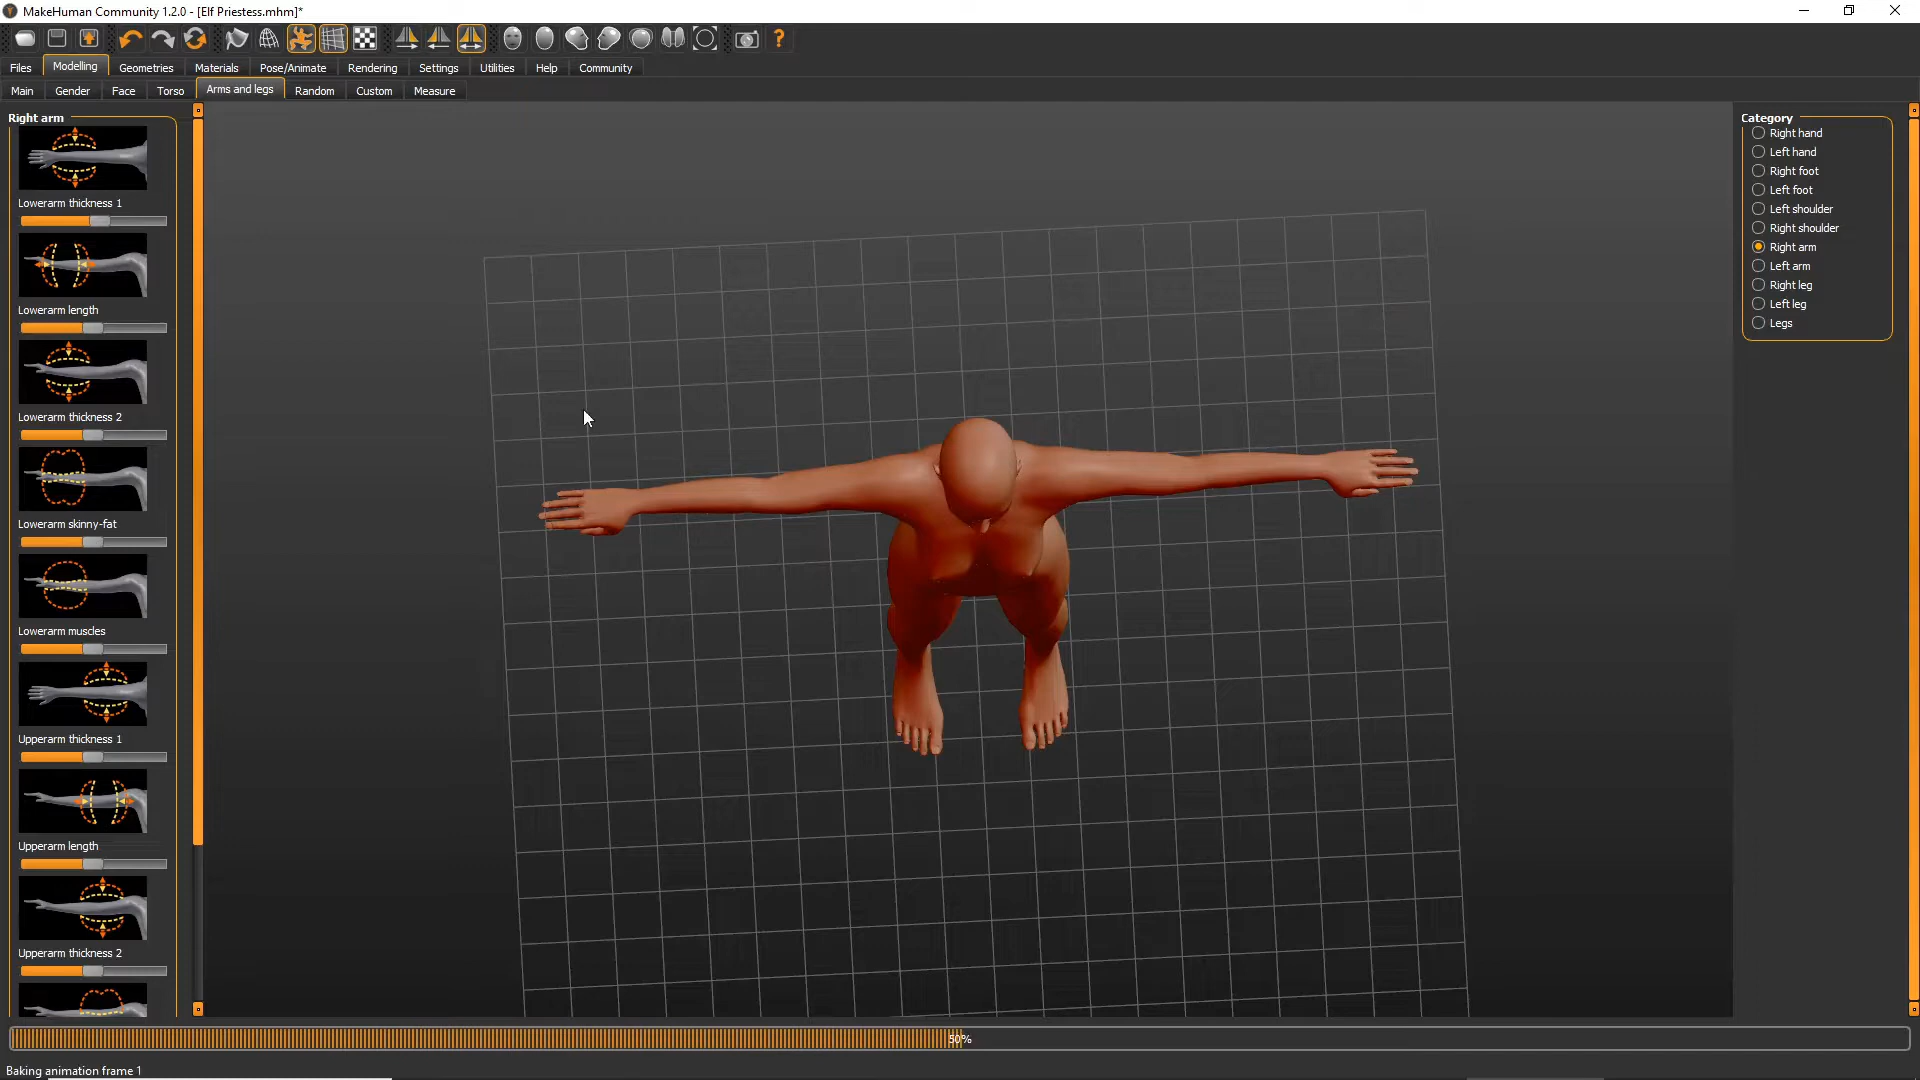 MakeHuman Community 1.2.0 - [Elf Priestess.mhm]*
Files Modelling Geometries Materials Pose/Animate Rendering Settings Utilities Help Community
Main Gender Face Torso Arms and legs Random Custom Measure
Right arm
Lowerarm thickness 1
Lowerarm length
Lowerarm thickness 2
Lowerarm skinny-fat
Lowerarm muscles
Upperarm thickness 1
Upperarm length
Upperarm thickness 2
Category
Right hand
Left hand
Right foot
Left foot
Left shoulder
Right shoulder
Right arm
Left arm
Right leg
Left leg
Legs
50%
Baking animation frame 1